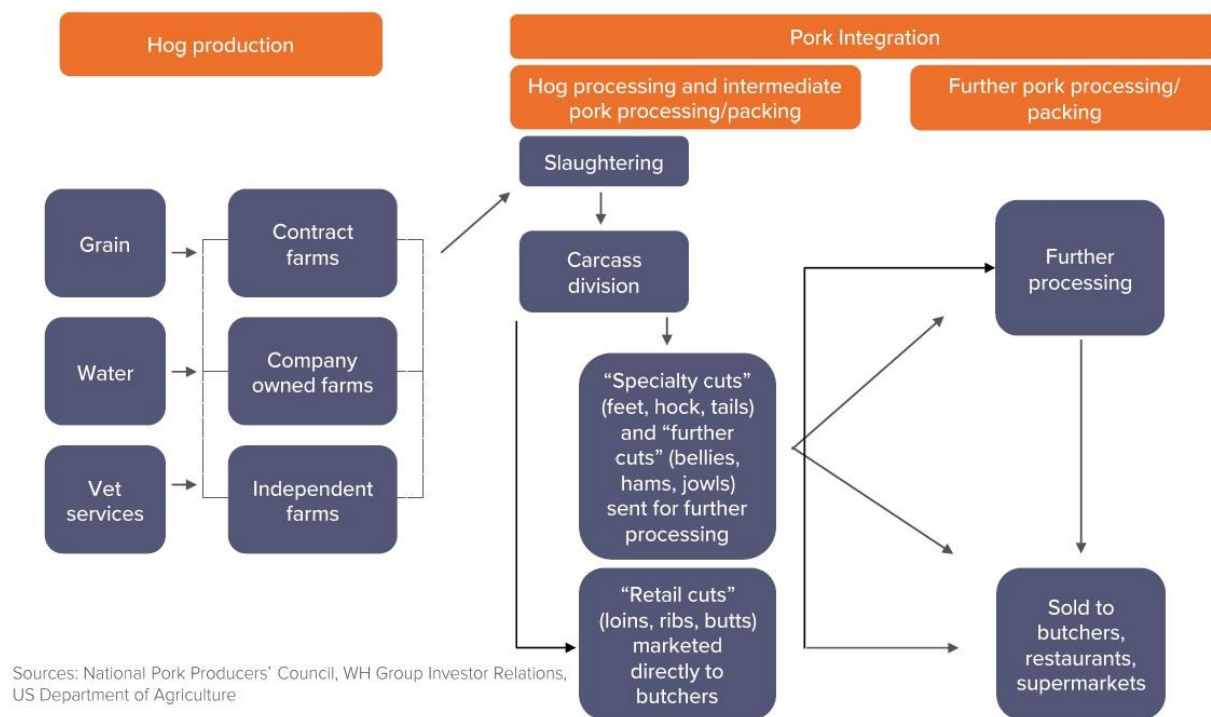 Hog production
Pork Integration
Hog processing and intermediate
pork processing/packing
Further pork processing/
packing
Slaughtering
Grain
Contract
farms
Carcass
division
Further
processing
Water
Company
owned farms
“Specialty cuts”
(feet, hock, tails)
and “further
cuts” (bellies,
hams, jowls)
sent for further
processing
Vet
services
Independent
farms
“Retail cuts”
(loins, ribs, butts)
marketed
directly to
butchers
Sold to
butchers,
restaurants,
supermarkets
Sources: National Pork Producers’ Council, WH Group Investor Relations,
US Department of Agriculture